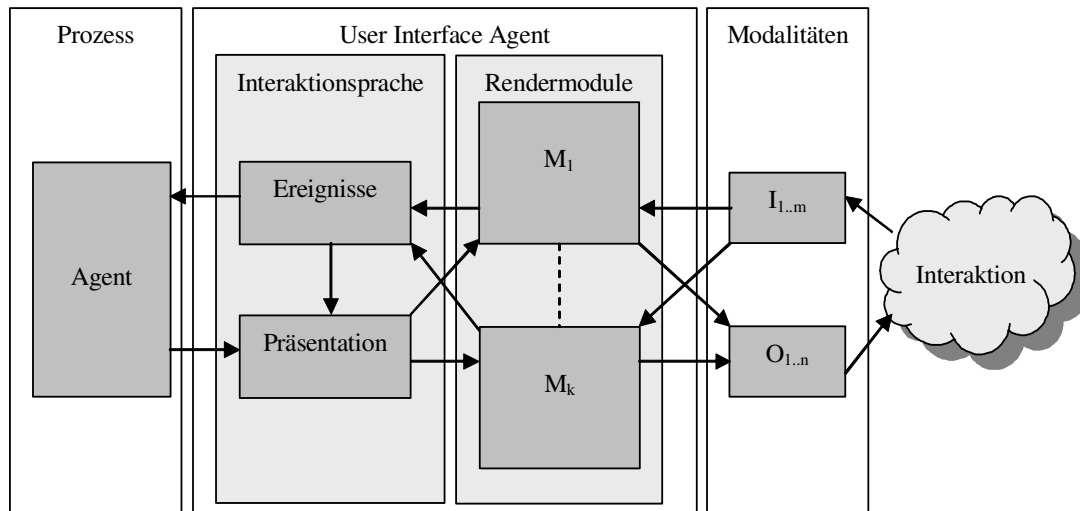 Prozess
User Interface Agent
Modalitäten
Interaktionsprache
Rendermodule
M1
Ereignisse
I1..m
Agent
Interaktion
Präsentation
O1..n
Mk